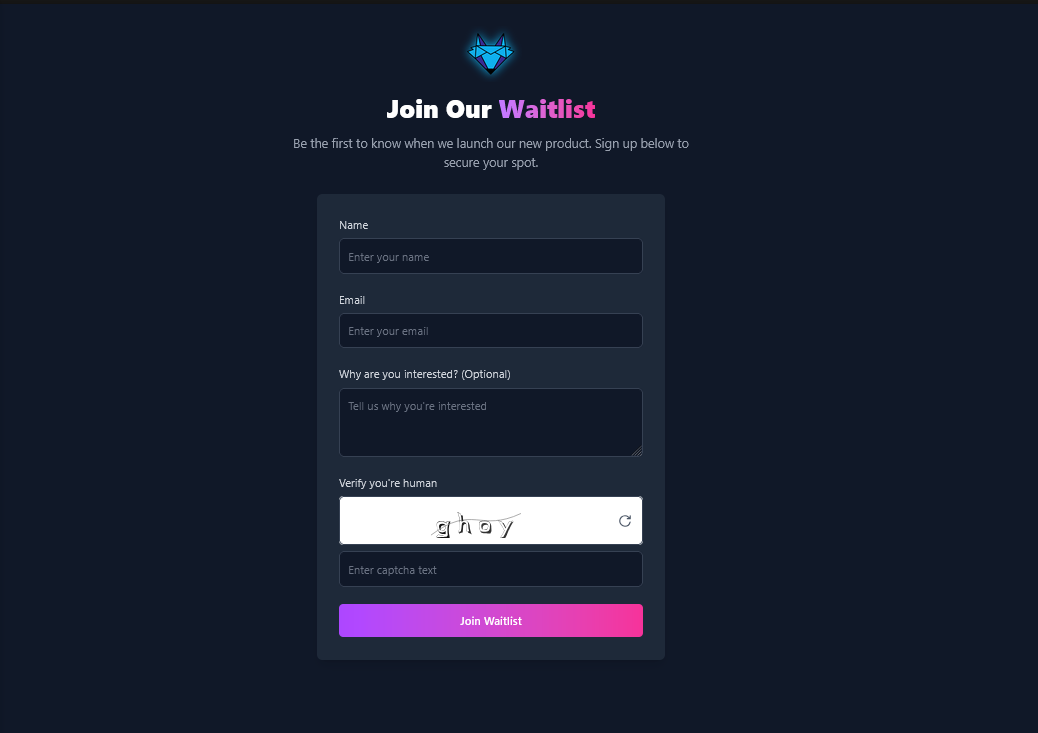 Join Our Waitlist
Be the first to know when we launch our new product. Sign up below to
secure your spot.
Name
Enter your name
Email
Enter your email
Why are you interested? (Optional)
Tell us why you're interested
Verify you're human
ghoy
Enter captcha text
Join Waitlist